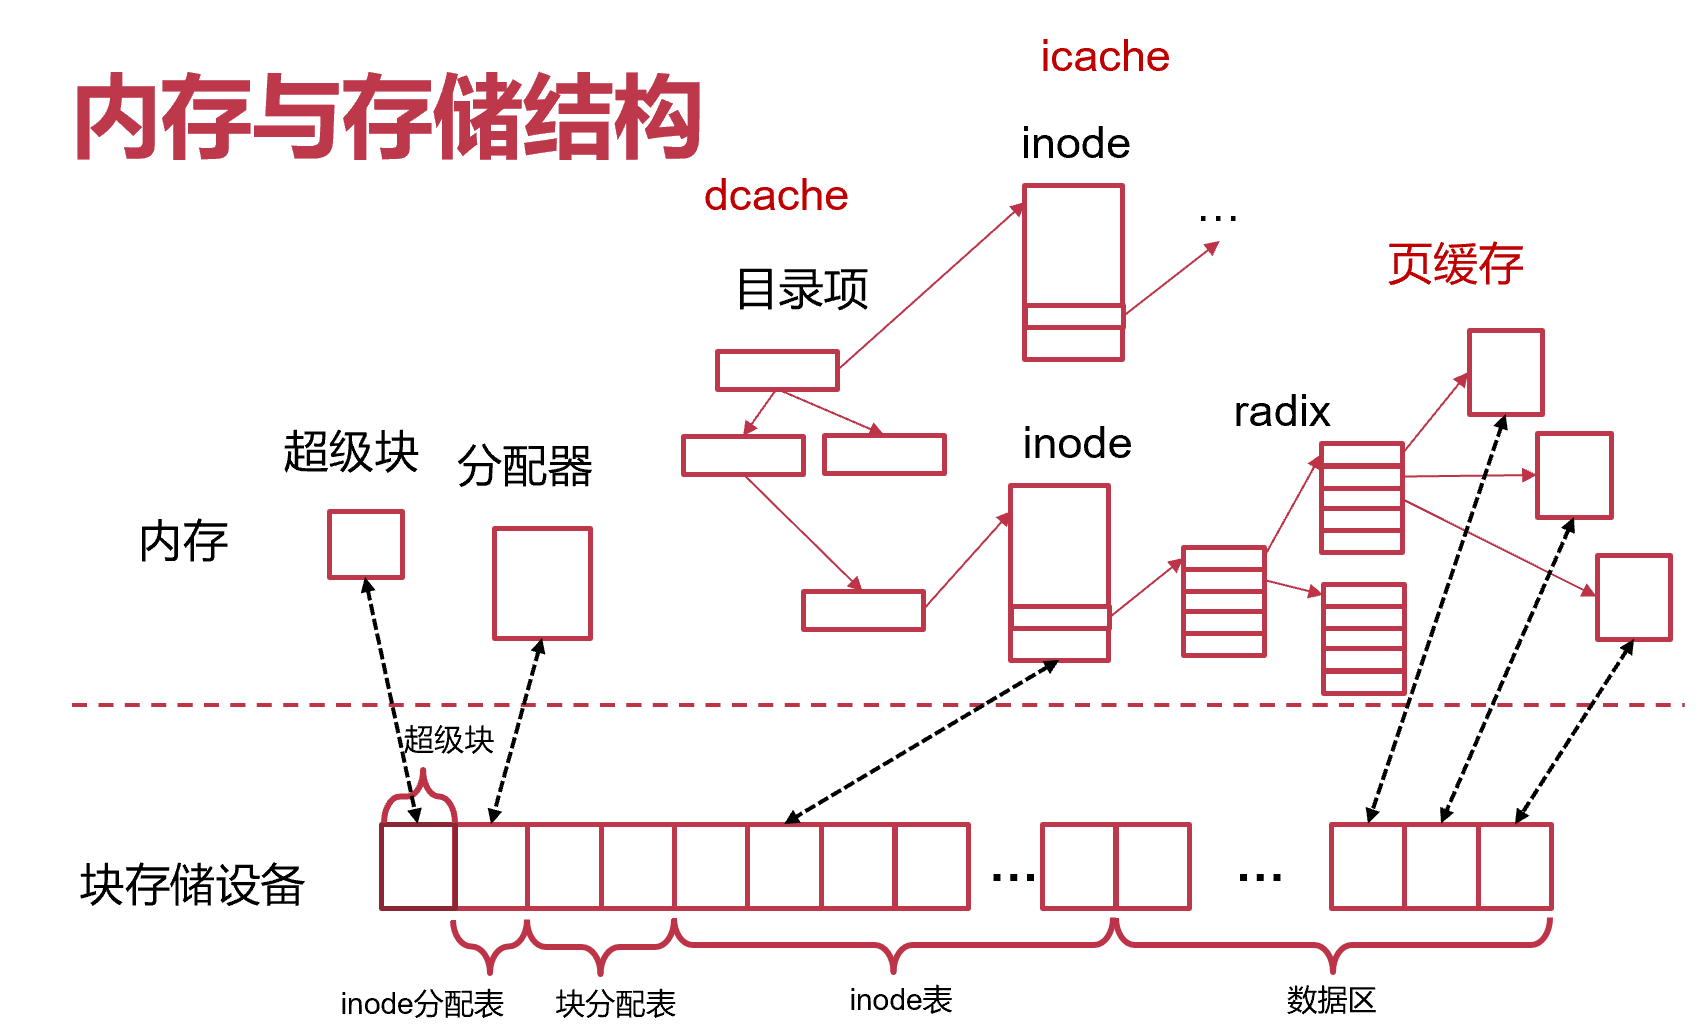 内存与存储结构
icache
inode
dcache
…
页缓存
目录项
radix
超级块
分配器
inode
内存
超级块
块存储设备
…
…
inode分配表
块分配表
inode表
数据区